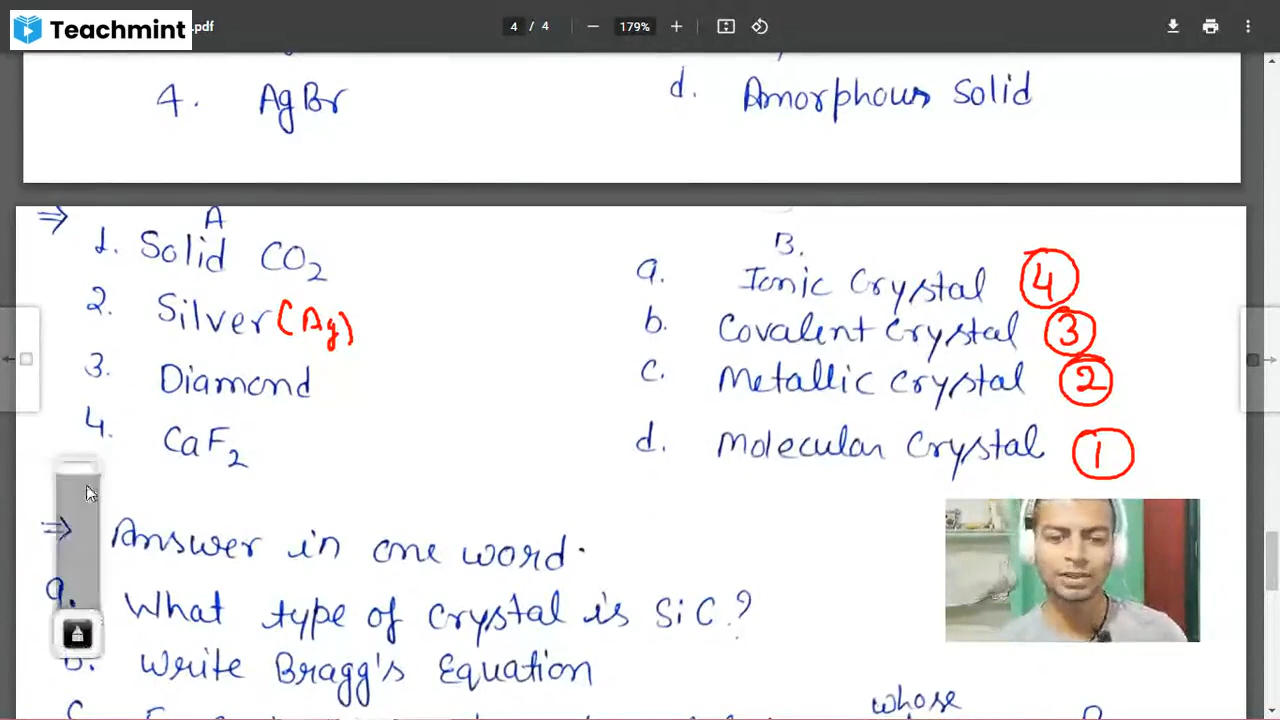 Teachmint
.pdf
4 / 4
179%
4. AgBr
d. Amorphous Solid
⇒ A
B.
1. Solid CO2
a. Ionic Crystal 4
2. Silver (Ag)
b. Covalent Crystal 3
3. Diamond
c. Metallic Crystal 2
4. CaF2
d. Molecular Crystal 1
⇒ Answer in one word.
a. What type of Crystal is SiC?
b. Write Bragg's Equation
c.
whose